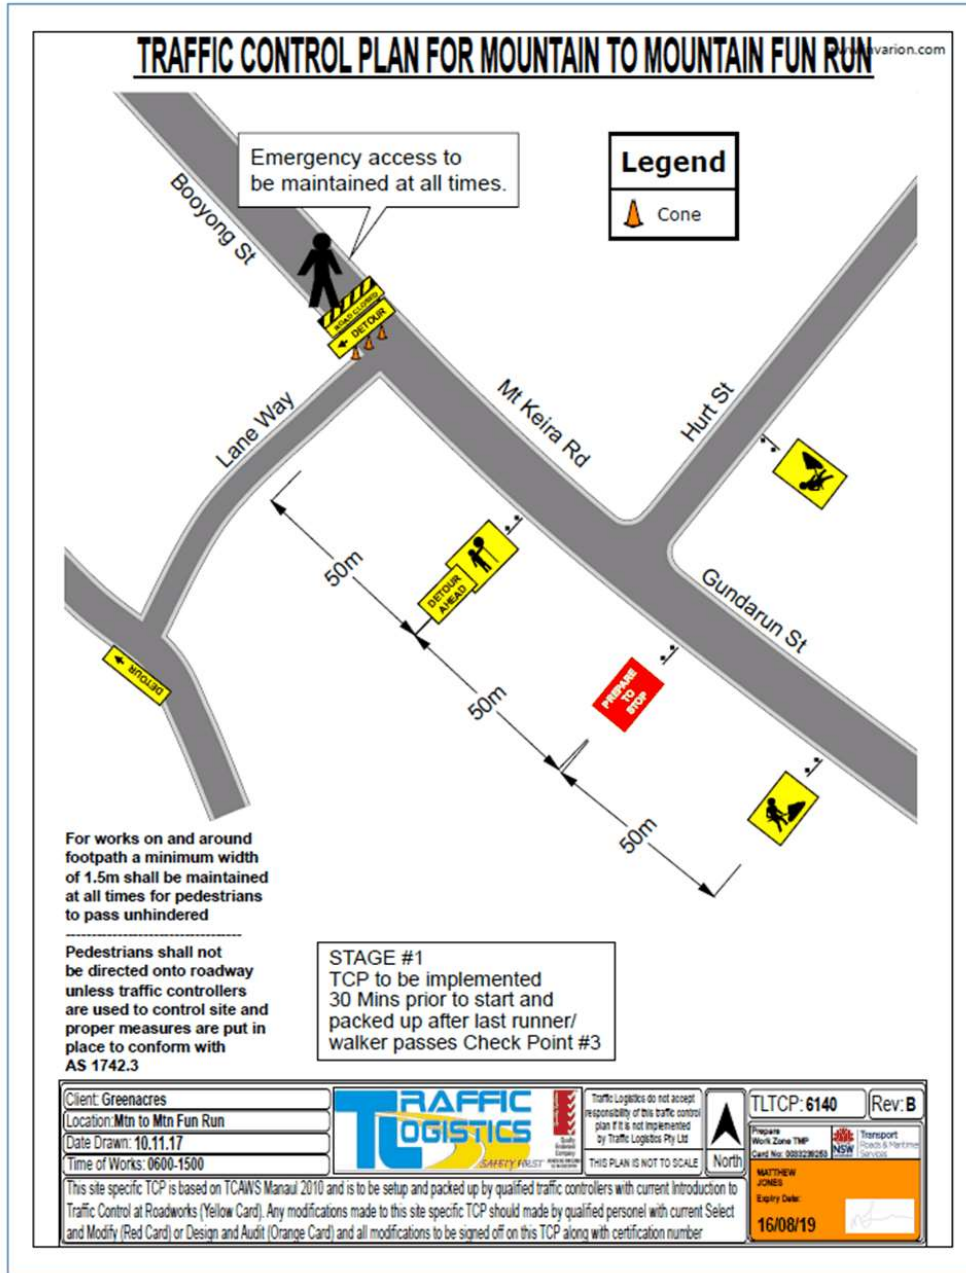 TRAFFIC CONTROL PLAN FOR MOUNTAIN TO MOUNTAIN FUN RUN
Emergency access to
be maintained at all times.
Legend
Cone
Booyong St
ROAD CLOSED
DETOUR
Lane Way
Mt Keira Rd
Hurt St
50m
DETOUR
AHEAD
Gundarun St
DETOUR
50m
PREPARE
TO
STOP
50m
For works on and around
footpath a minimum width
of 1.5m shall be maintained
at all times for pedestrians
to pass unhindered
---------------------------------
Pedestrians shall not
be directed onto roadway
unless traffic controllers
are used to control site and
proper measures are put in
place to conform with
AS 1742.3
STAGE #1
TCP to be implemented
30 Mins prior to start and
packed up after last runner/
walker passes Check Point #3
Client: Greenacres
Location: Mtn to Mtn Fun Run
Date Drawn: 10.11.17
Time of Works: 0600-1500
TRAFFIC
LOGISTICS
SAFETY FIRST
Traffic Logistics do not accept
responsibility of this traffic control
plan if it is not implemented
by Traffic Logistics Pty Ltd
THIS PLAN IS NOT TO SCALE
North
TLTCP: 6140
Rev: B
Prepare
Work Zone TMP
NSW
Transport
Roads & Maritime
Services
MATTHEW
JONES
Expiry Date:
16/08/19
This site specific TCP is based on TCAWS Manaul 2010 and is to be setup and packed up by qualified traffic controllers with current Introduction to
Traffic Control at Roadworks (Yellow Card). Any modifications made to this site specific TCP should made by qualified personel with current Select
and Modify (Red Card) or Design and Audit (Orange Card) and all modifications to be signed off on this TCP along with certification number